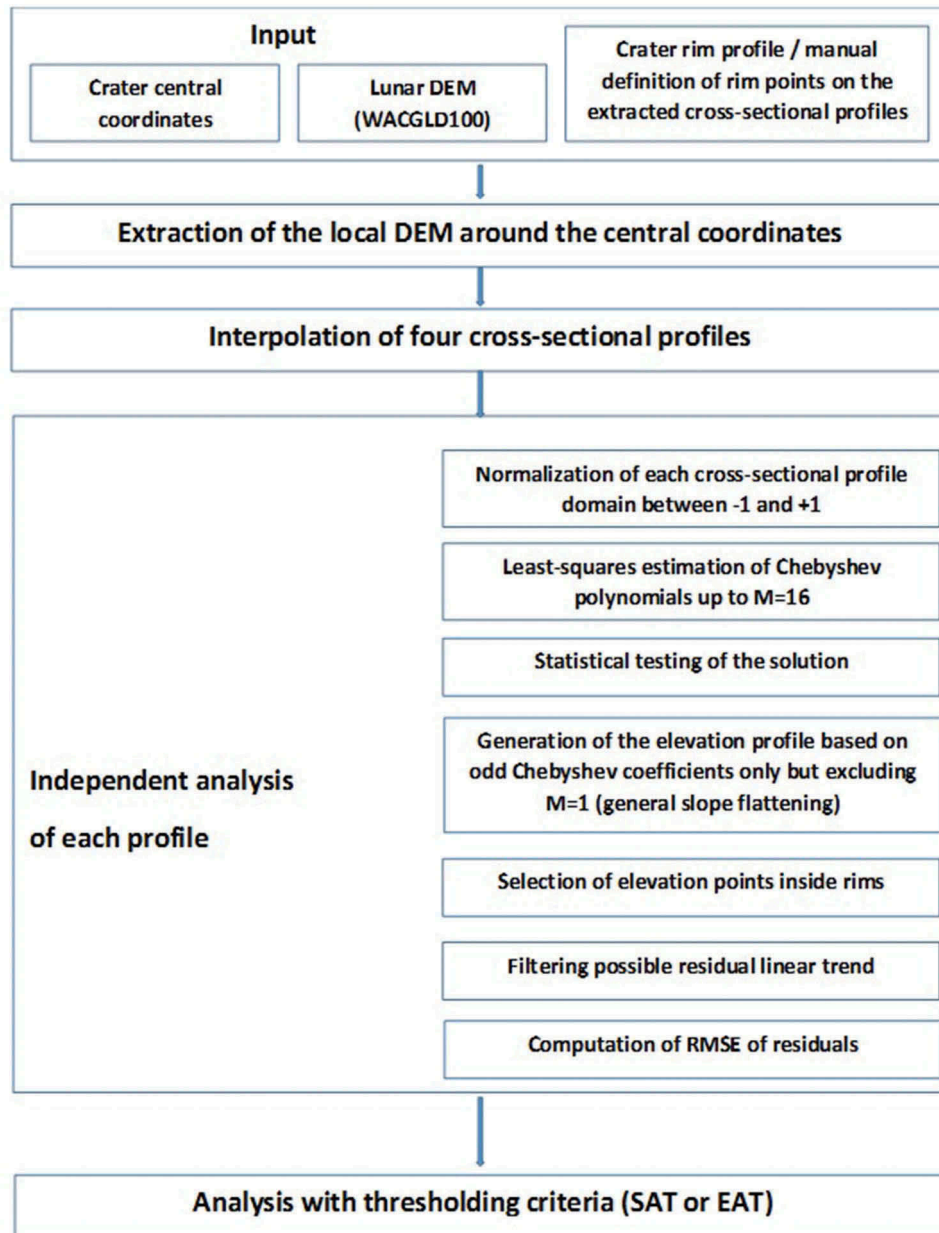 Input
Crater central
coordinates
Lunar DEM
(WACGLD100)
Crater rim profile / manual
definition of rim points on the
extracted cross-sectional profiles
Extraction of the local DEM around the central coordinates
Interpolation of four cross-sectional profiles
Independent analysis
of each profile
Normalization of each cross-sectional profile
domain between -1 and +1
Least-squares estimation of Chebyshev
polynomials up to M=16
Statistical testing of the solution
Generation of the elevation profile based on
odd Chebyshev coefficients only but excluding
M=1 (general slope flattening)
Selection of elevation points inside rims
Filtering possible residual linear trend
Computation of RMSE of residuals
Analysis with thresholding criteria (SAT or EAT)